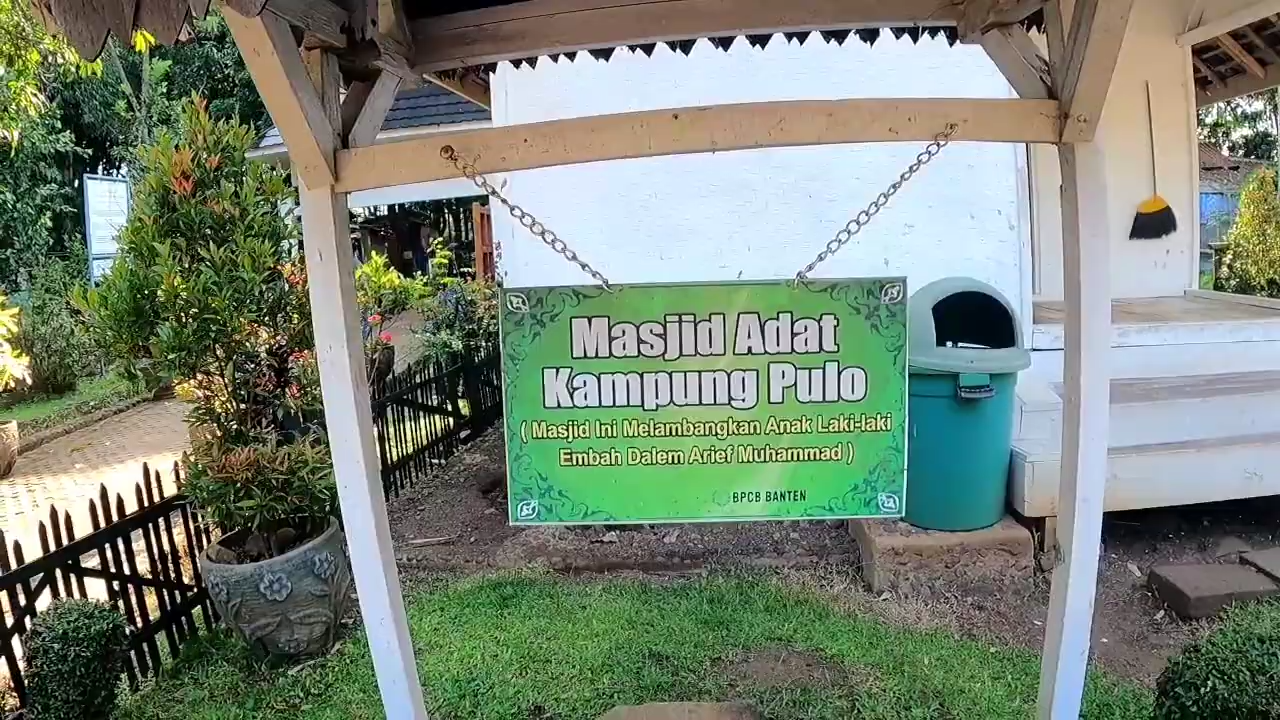 Masjid Adat
Kampung Pulo
( Masjid Ini Melambangkan Anak Laki-laki
Embah Dalem Arief Muhammad )
BPCB BANTEN